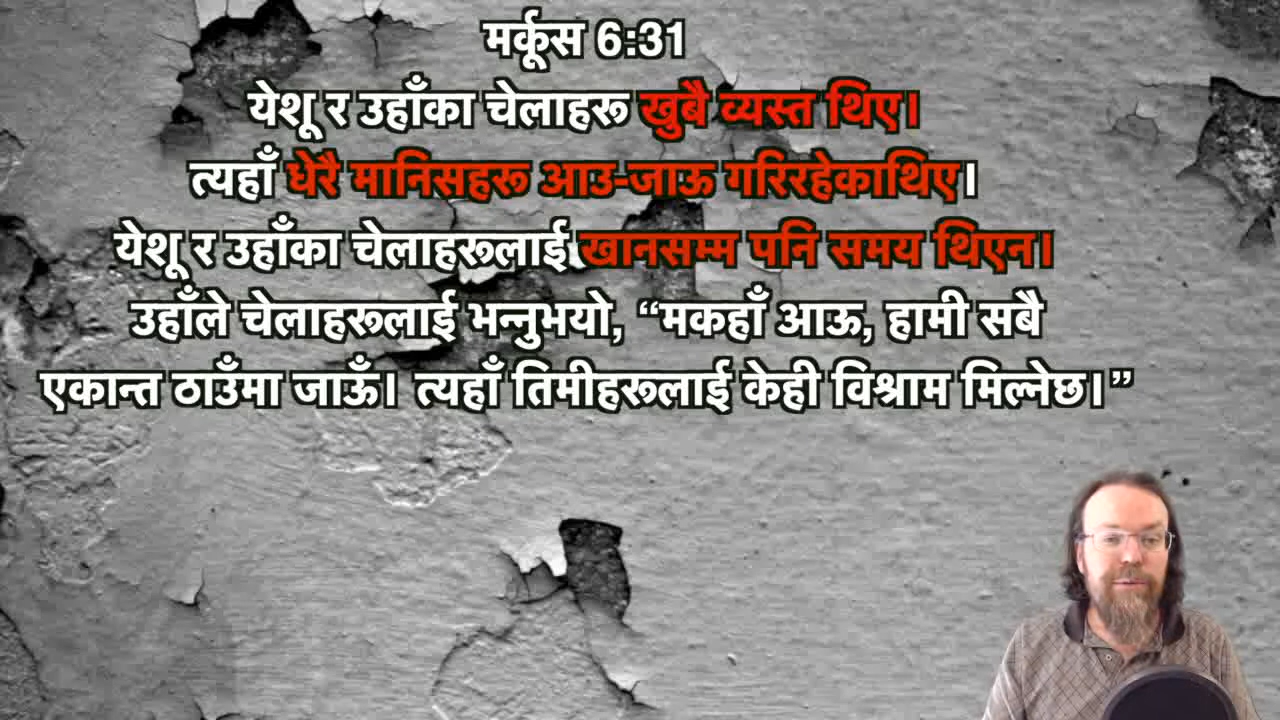 मर्कूस 6:31
येशू र उहाँका चेलाहरू खुबै व्यस्त थिए।
त्यहाँ धेरै मानिसहरू आउ-जाऊ गरिरहेकाथिए।
येशू र उहाँका चेलाहरूलाई खानसम्म पनि समय थिएन।
उहाँले चेलाहरूलाई भन्नुभयो, “मकहाँ आऊ, हामी सबै
एकान्त ठाउँमा जाऊँ। त्यहाँ तिमीहरूलाई केही विश्राम मिल्नेछ।”